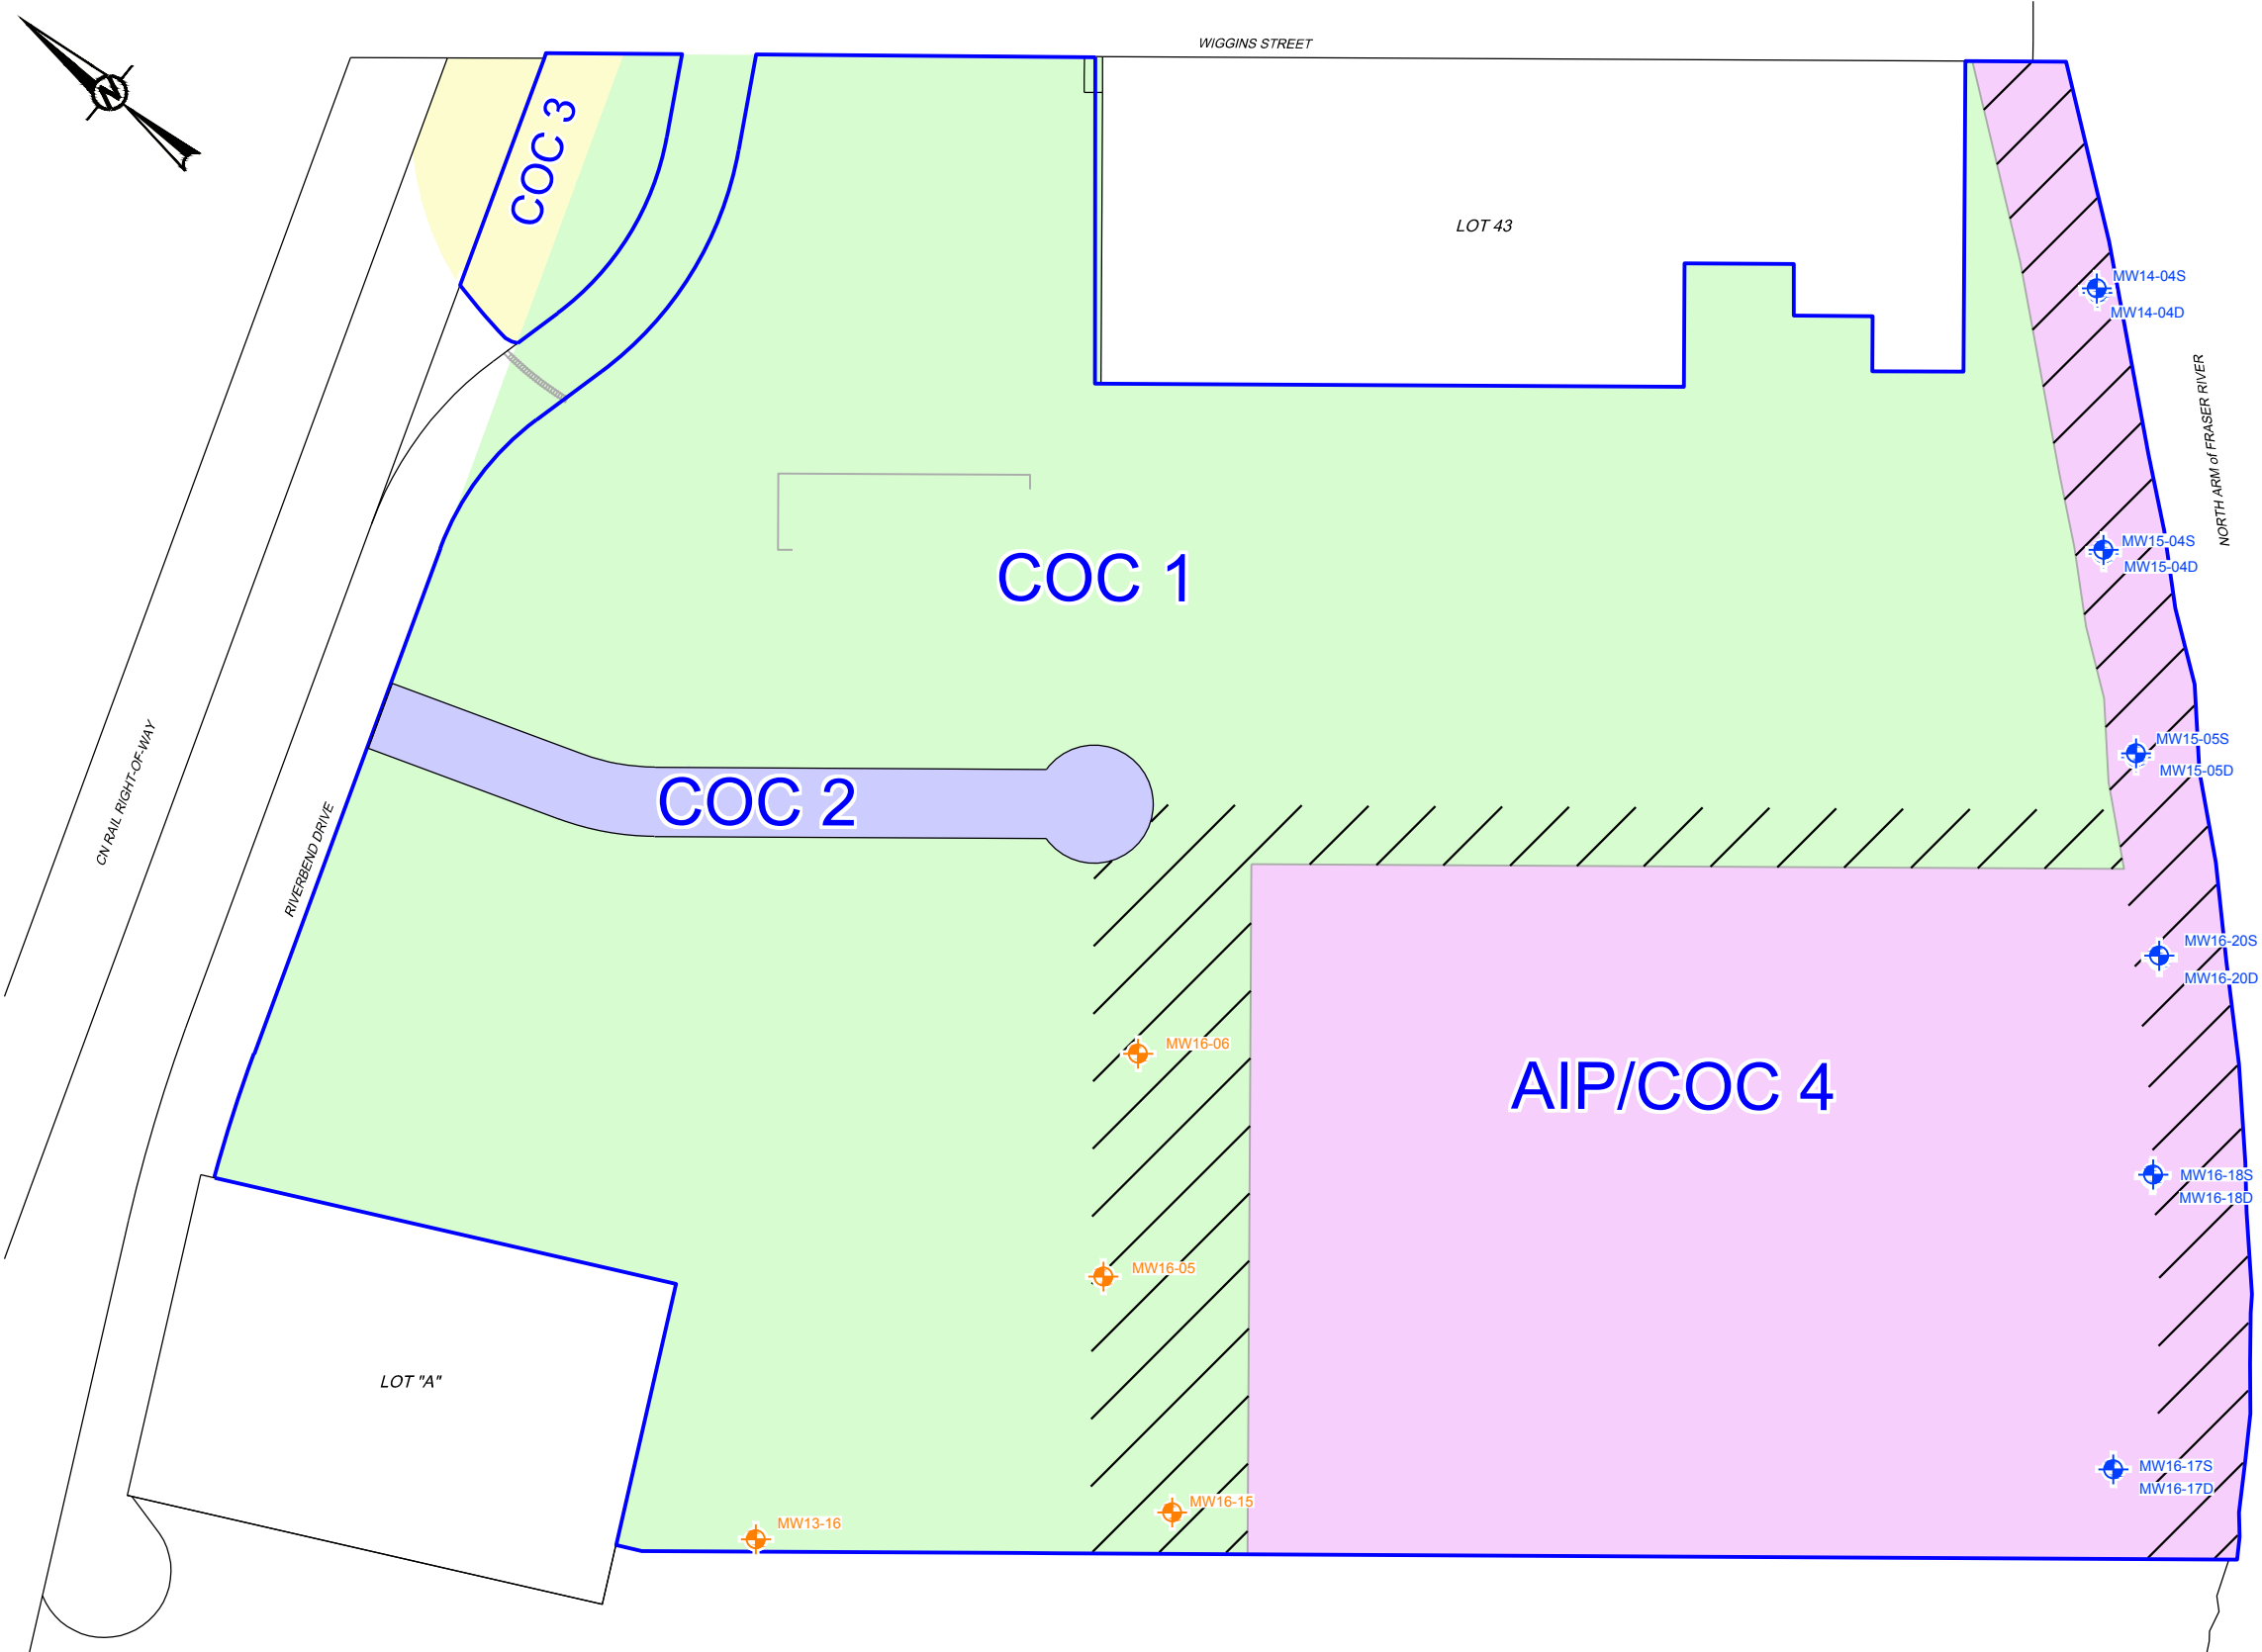 WIGGINS STREET
N
COC 3
LOT 43
MW14-04S
MW14-04D
NORTH ARM of FRASER RIVER
MW15-04S
MW15-04D
COC 1
MW15-05S
MW15-05D
CN RAIL RIGHT-OF-WAY
RIVERBEND DRIVE
COC 2
MW16-20S
MW16-20D
MW16-06
AIP/COC 4
MW16-18S
MW16-18D
MW16-05
LOT "A"
MW16-17S
MW16-17D
MW16-15
MW13-16